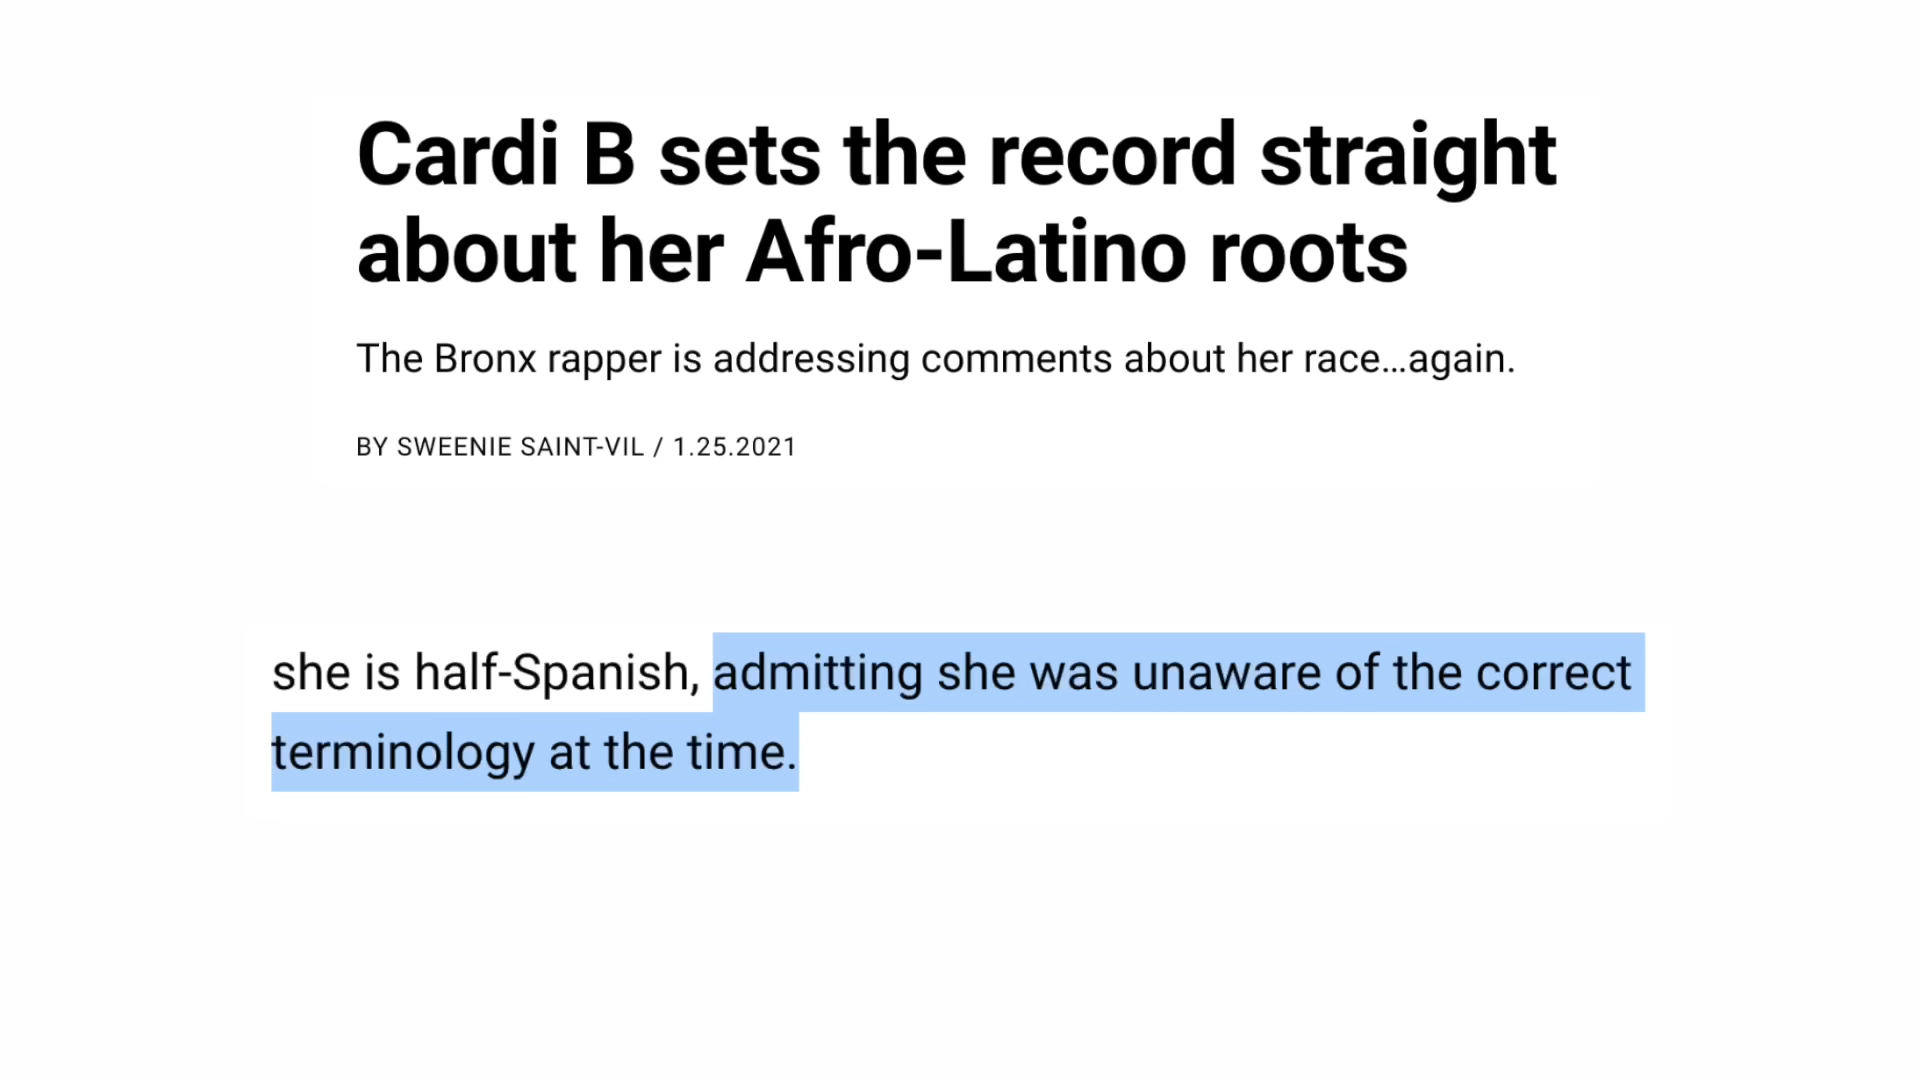 Cardi B sets the record straight
about her Afro-Latino roots
The Bronx rapper is addressing comments about her race...again.
BY SWEENIE SAINT-VIL / 1.25.2021
she is half-Spanish, admitting she was unaware of the correct
terminology at the time.